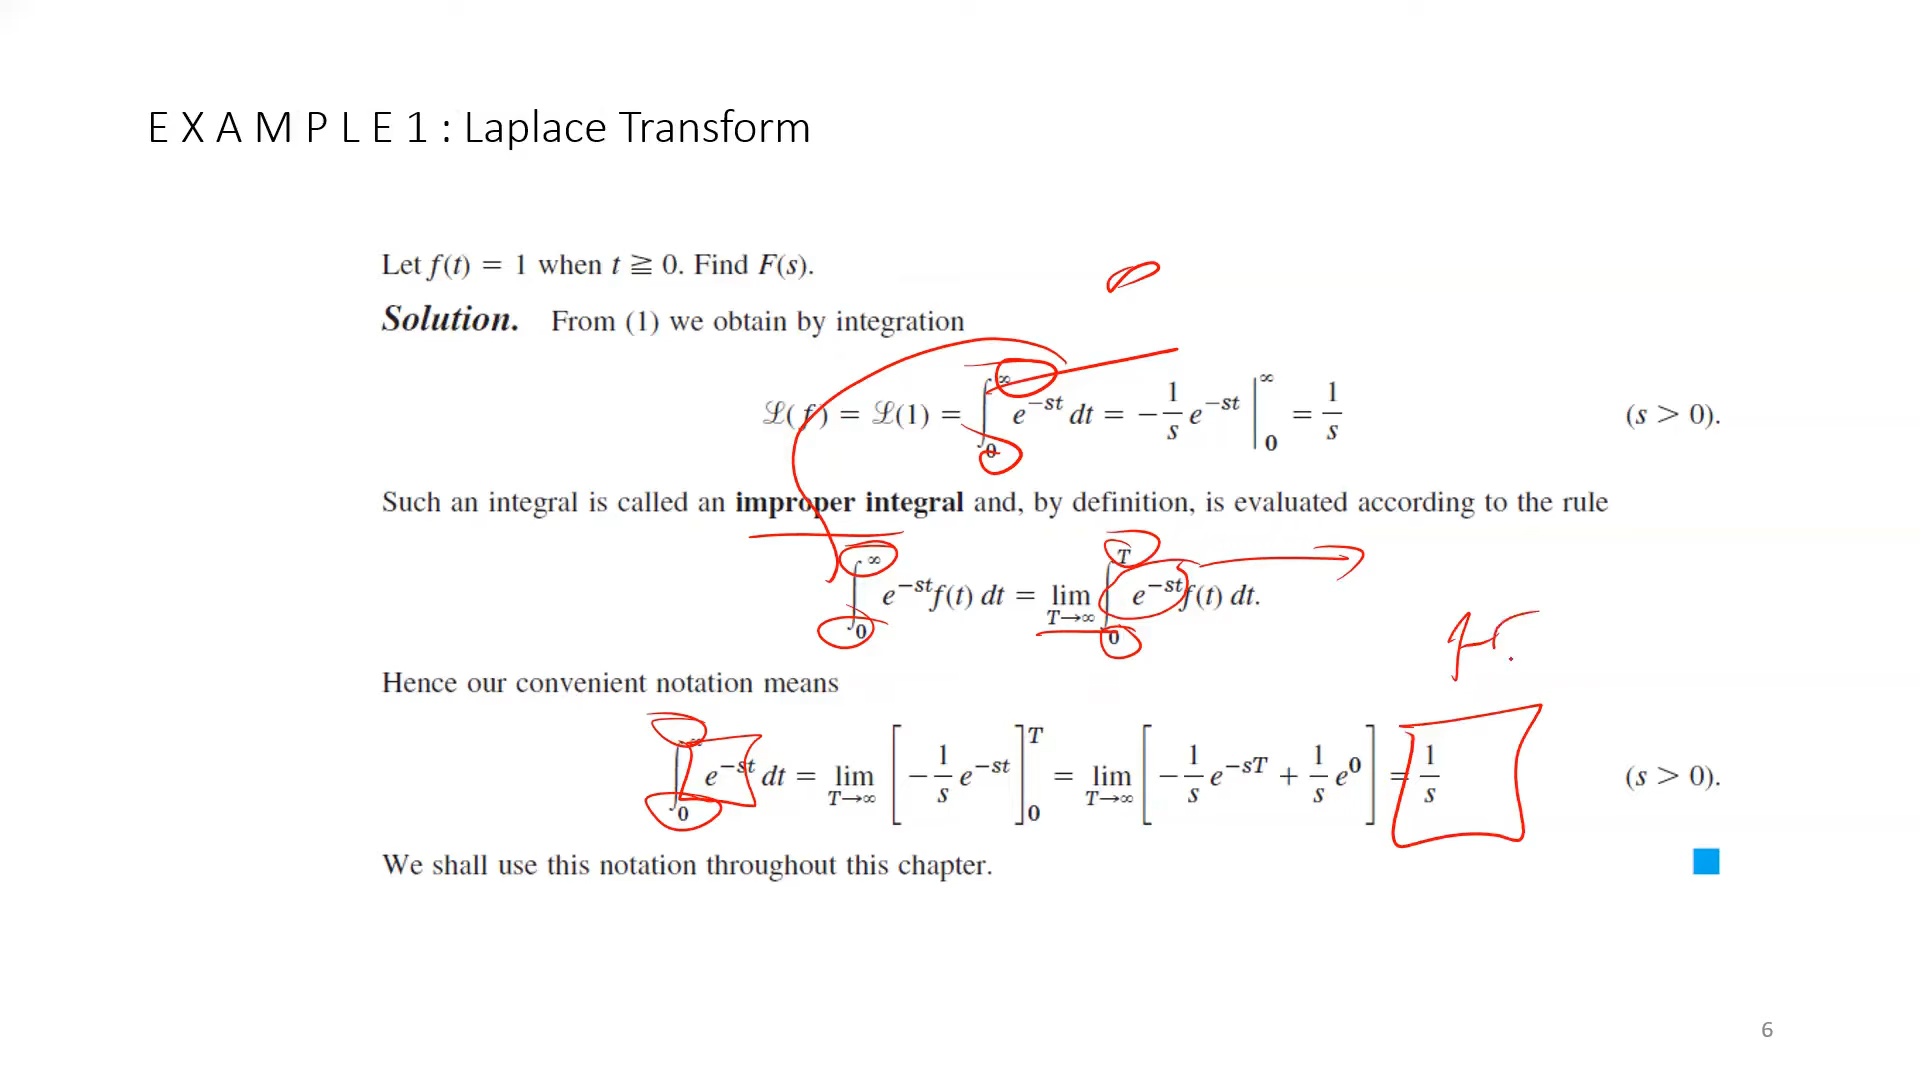 E X A M P L E 1 : Laplace Transform
Let f(t) = 1 when t ≧ 0. Find F(s).
∞
Solution. From (1) we obtain by integration
ℒ(f) = ℒ(1) = ∫₀^∞ e^{−st} dt = −(1/s) e^{−st} |₀^∞ = 1/s (s > 0).
Such an integral is called an improper integral and, by definition, is evaluated according to the rule
∫₀^∞ e^{−st} f(t) dt = lim_{T→∞} ∫₀^T e^{−st} f(t) dt.
Hence our convenient notation means
∫₀^∞ e^{−st} dt = lim_{T→∞} [−(1/s) e^{−st}]₀^T = lim_{T→∞} [−(1/s) e^{−sT} + (1/s) e⁰] = 1/s (s > 0).
We shall use this notation throughout this chapter.
6